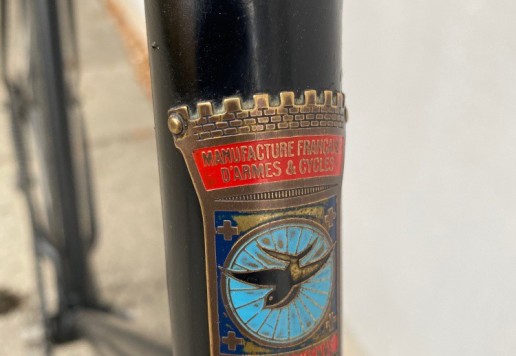 MANUFACTURE FRANÇAISE
D'ARMES & CYCLES